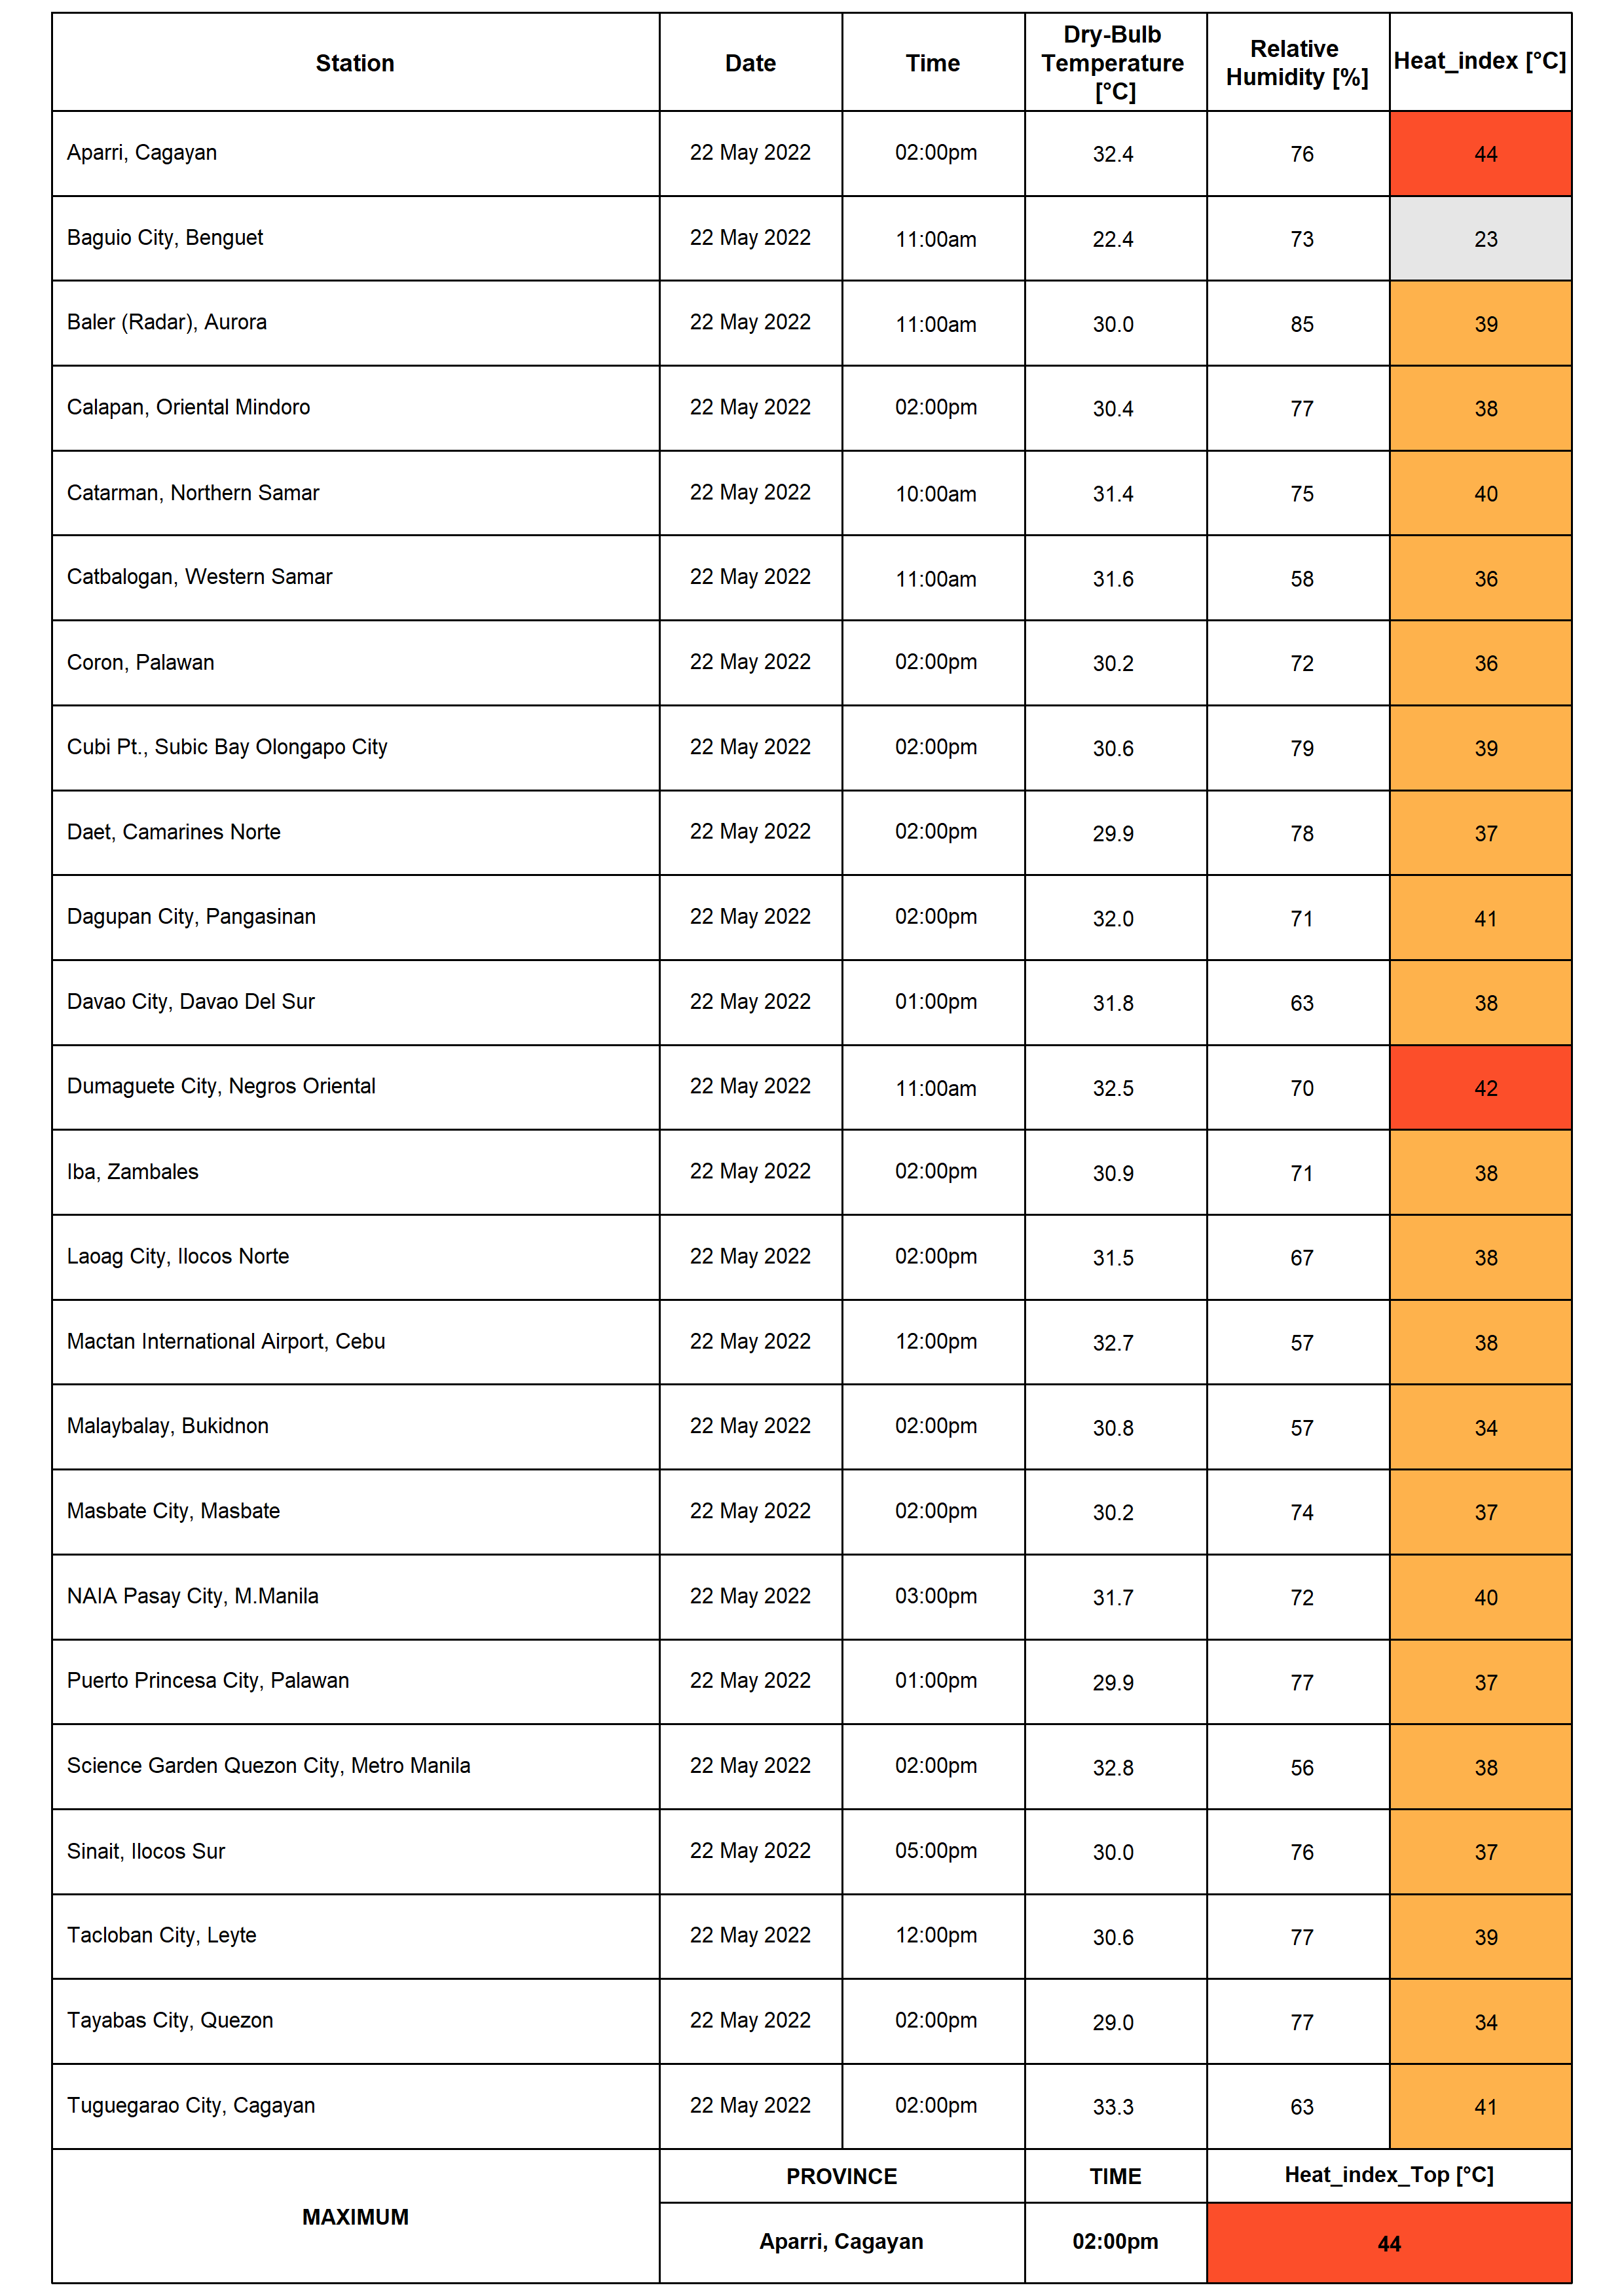 Station Date Time Dry-Bulb Temperature [°C] Relative Humidity [%] Heat_index [°C]
Aparri, Cagayan 22 May 2022 02:00pm 32.4 76 44
Baguio City, Benguet 22 May 2022 11:00am 22.4 73 23
Baler (Radar), Aurora 22 May 2022 11:00am 30.0 85 39
Calapan, Oriental Mindoro 22 May 2022 02:00pm 30.4 77 38
Catarman, Northern Samar 22 May 2022 10:00am 31.4 75 40
Catbalogan, Western Samar 22 May 2022 11:00am 31.6 58 36
Coron, Palawan 22 May 2022 02:00pm 30.2 72 36
Cubi Pt., Subic Bay Olongapo City 22 May 2022 02:00pm 30.6 79 39
Daet, Camarines Norte 22 May 2022 02:00pm 29.9 78 37
Dagupan City, Pangasinan 22 May 2022 02:00pm 32.0 71 41
Davao City, Davao Del Sur 22 May 2022 01:00pm 31.8 63 38
Dumaguete City, Negros Oriental 22 May 2022 11:00am 32.5 70 42
Iba, Zambales 22 May 2022 02:00pm 30.9 71 38
Laoag City, Ilocos Norte 22 May 2022 02:00pm 31.5 67 38
Mactan International Airport, Cebu 22 May 2022 12:00pm 32.7 57 38
Malaybalay, Bukidnon 22 May 2022 02:00pm 30.8 57 34
Masbate City, Masbate 22 May 2022 02:00pm 30.2 74 37
NAIA Pasay City, M.Manila 22 May 2022 03:00pm 31.7 72 40
Puerto Princesa City, Palawan 22 May 2022 01:00pm 29.9 77 37
Science Garden Quezon City, Metro Manila 22 May 2022 02:00pm 32.8 56 38
Sinait, Ilocos Sur 22 May 2022 05:00pm 30.0 76 37
Tacloban City, Leyte 22 May 2022 12:00pm 30.6 77 39
Tayabas City, Quezon 22 May 2022 02:00pm 29.0 77 34
Tuguegarao City, Cagayan 22 May 2022 02:00pm 33.3 63 41
MAXIMUM PROVINCE TIME Heat_index_Top [°C]
Aparri, Cagayan 02:00pm 44